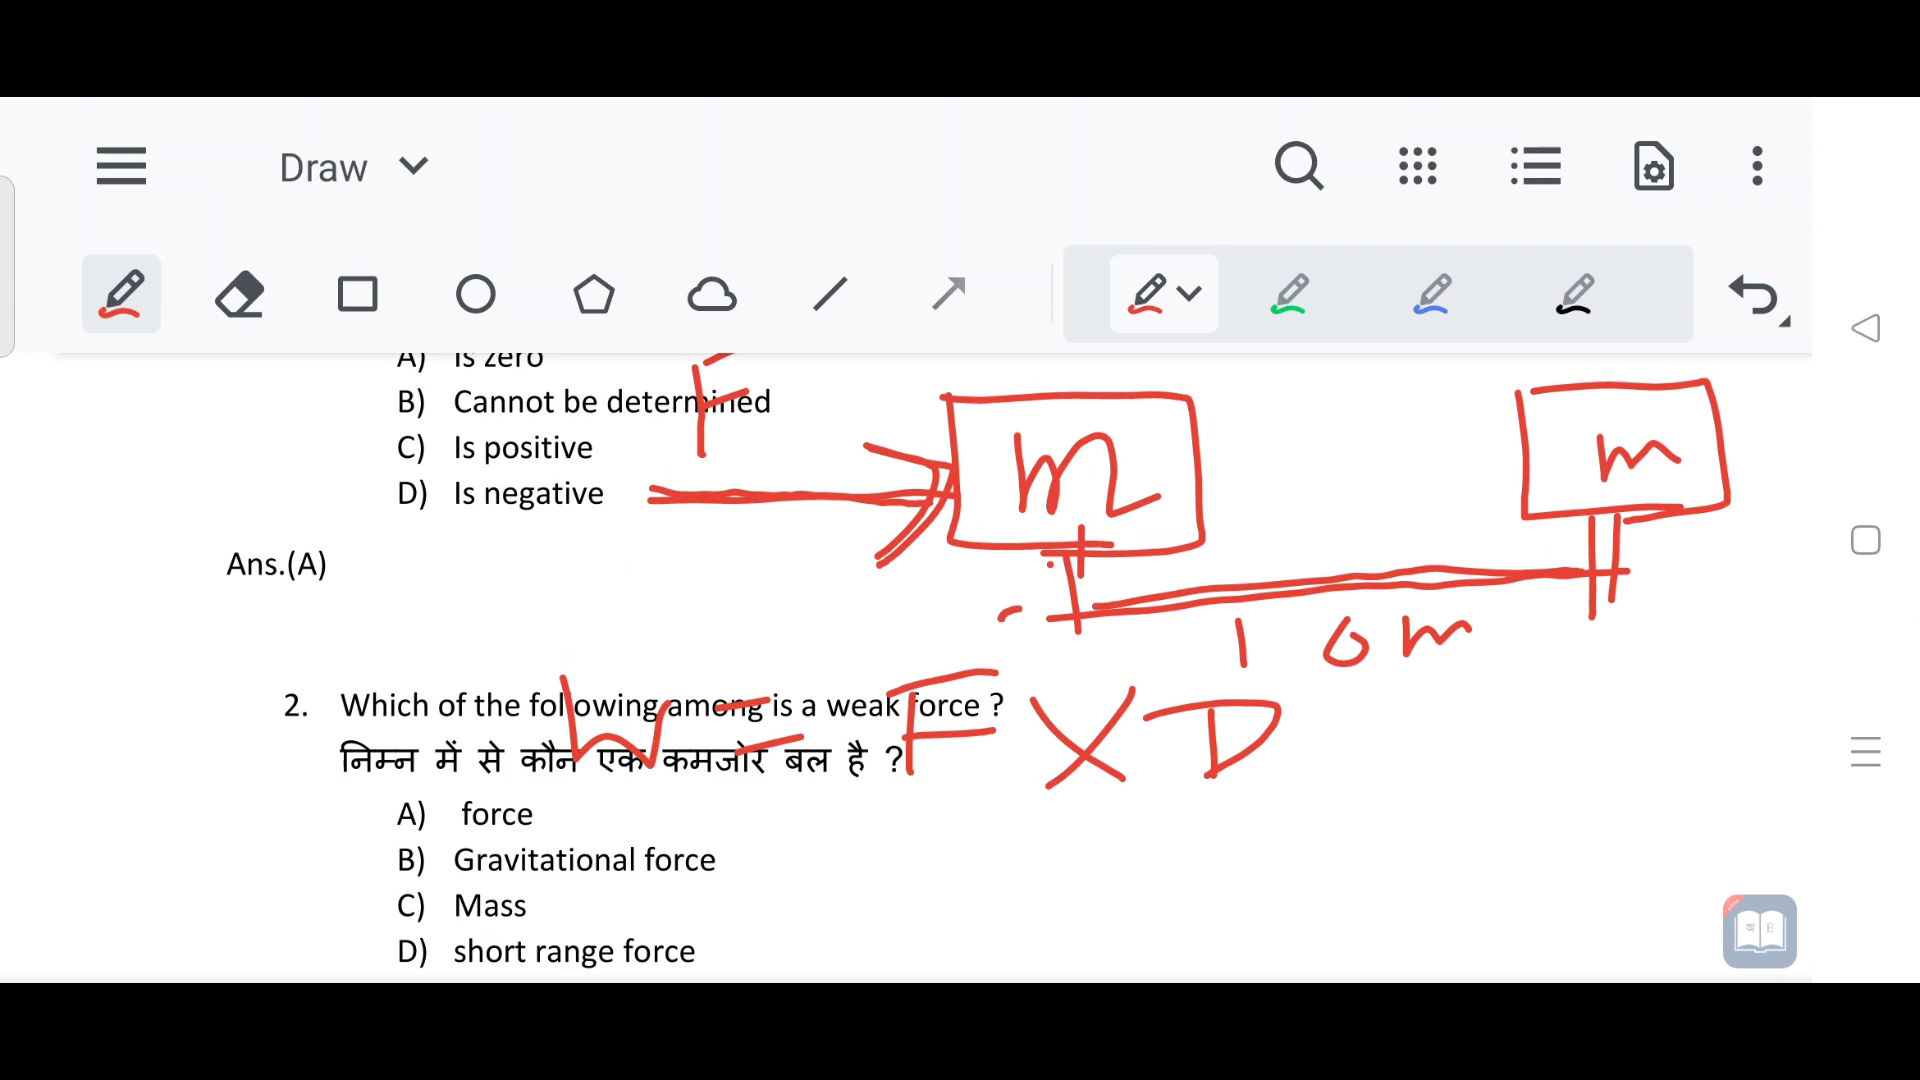 Draw
A) Is zero
F
B) Cannot be determined
C) Is positive
D) Is negative
m
m
Ans.(A)
10m
2. Which of the following among is a weak force ?
W = F X D
निम्न में से कौन एक कमजोर बल है ?
A) force
B) Gravitational force
C) Mass
D) short range force
अ E